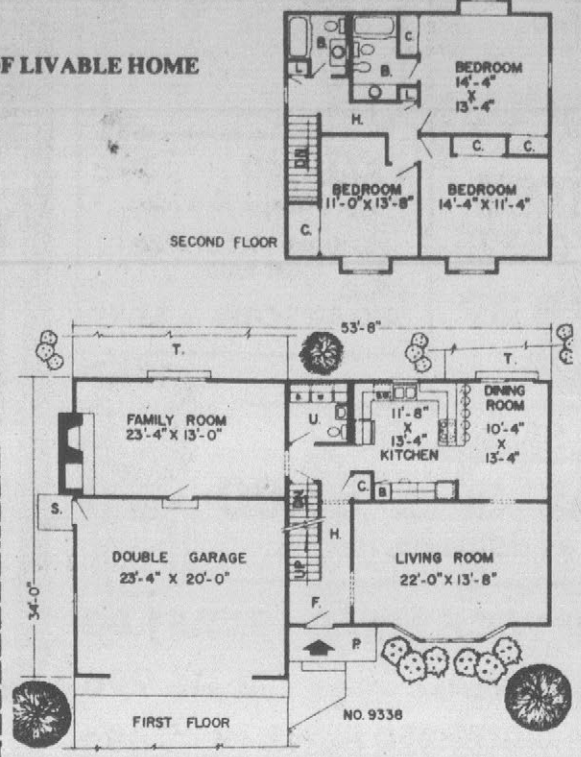 OF LIVABLE HOME
B.
C.
L.
B.
BEDROOM
14'-4"
X
13'-4"
L.
H.
DN
C.
C.
BEDROOM
11'-0" X 13'-8"
BEDROOM
14'-4" X 11'-4"
C.
SECOND FLOOR
53'-8"
T.
T.
FAMILY ROOM
23'-4" X 13'-0"
U.
11'-8"
X
13'-4"
KITCHEN
DINING
ROOM
10'-4"
X
13'-4"
S.
C.
B
DN
UP
H.
DOUBLE GARAGE
23'-4" X 20'-0"
LIVING ROOM
22'-0" X 13'-8"
34'-0"
F.
P.
FIRST FLOOR
NO. 9338